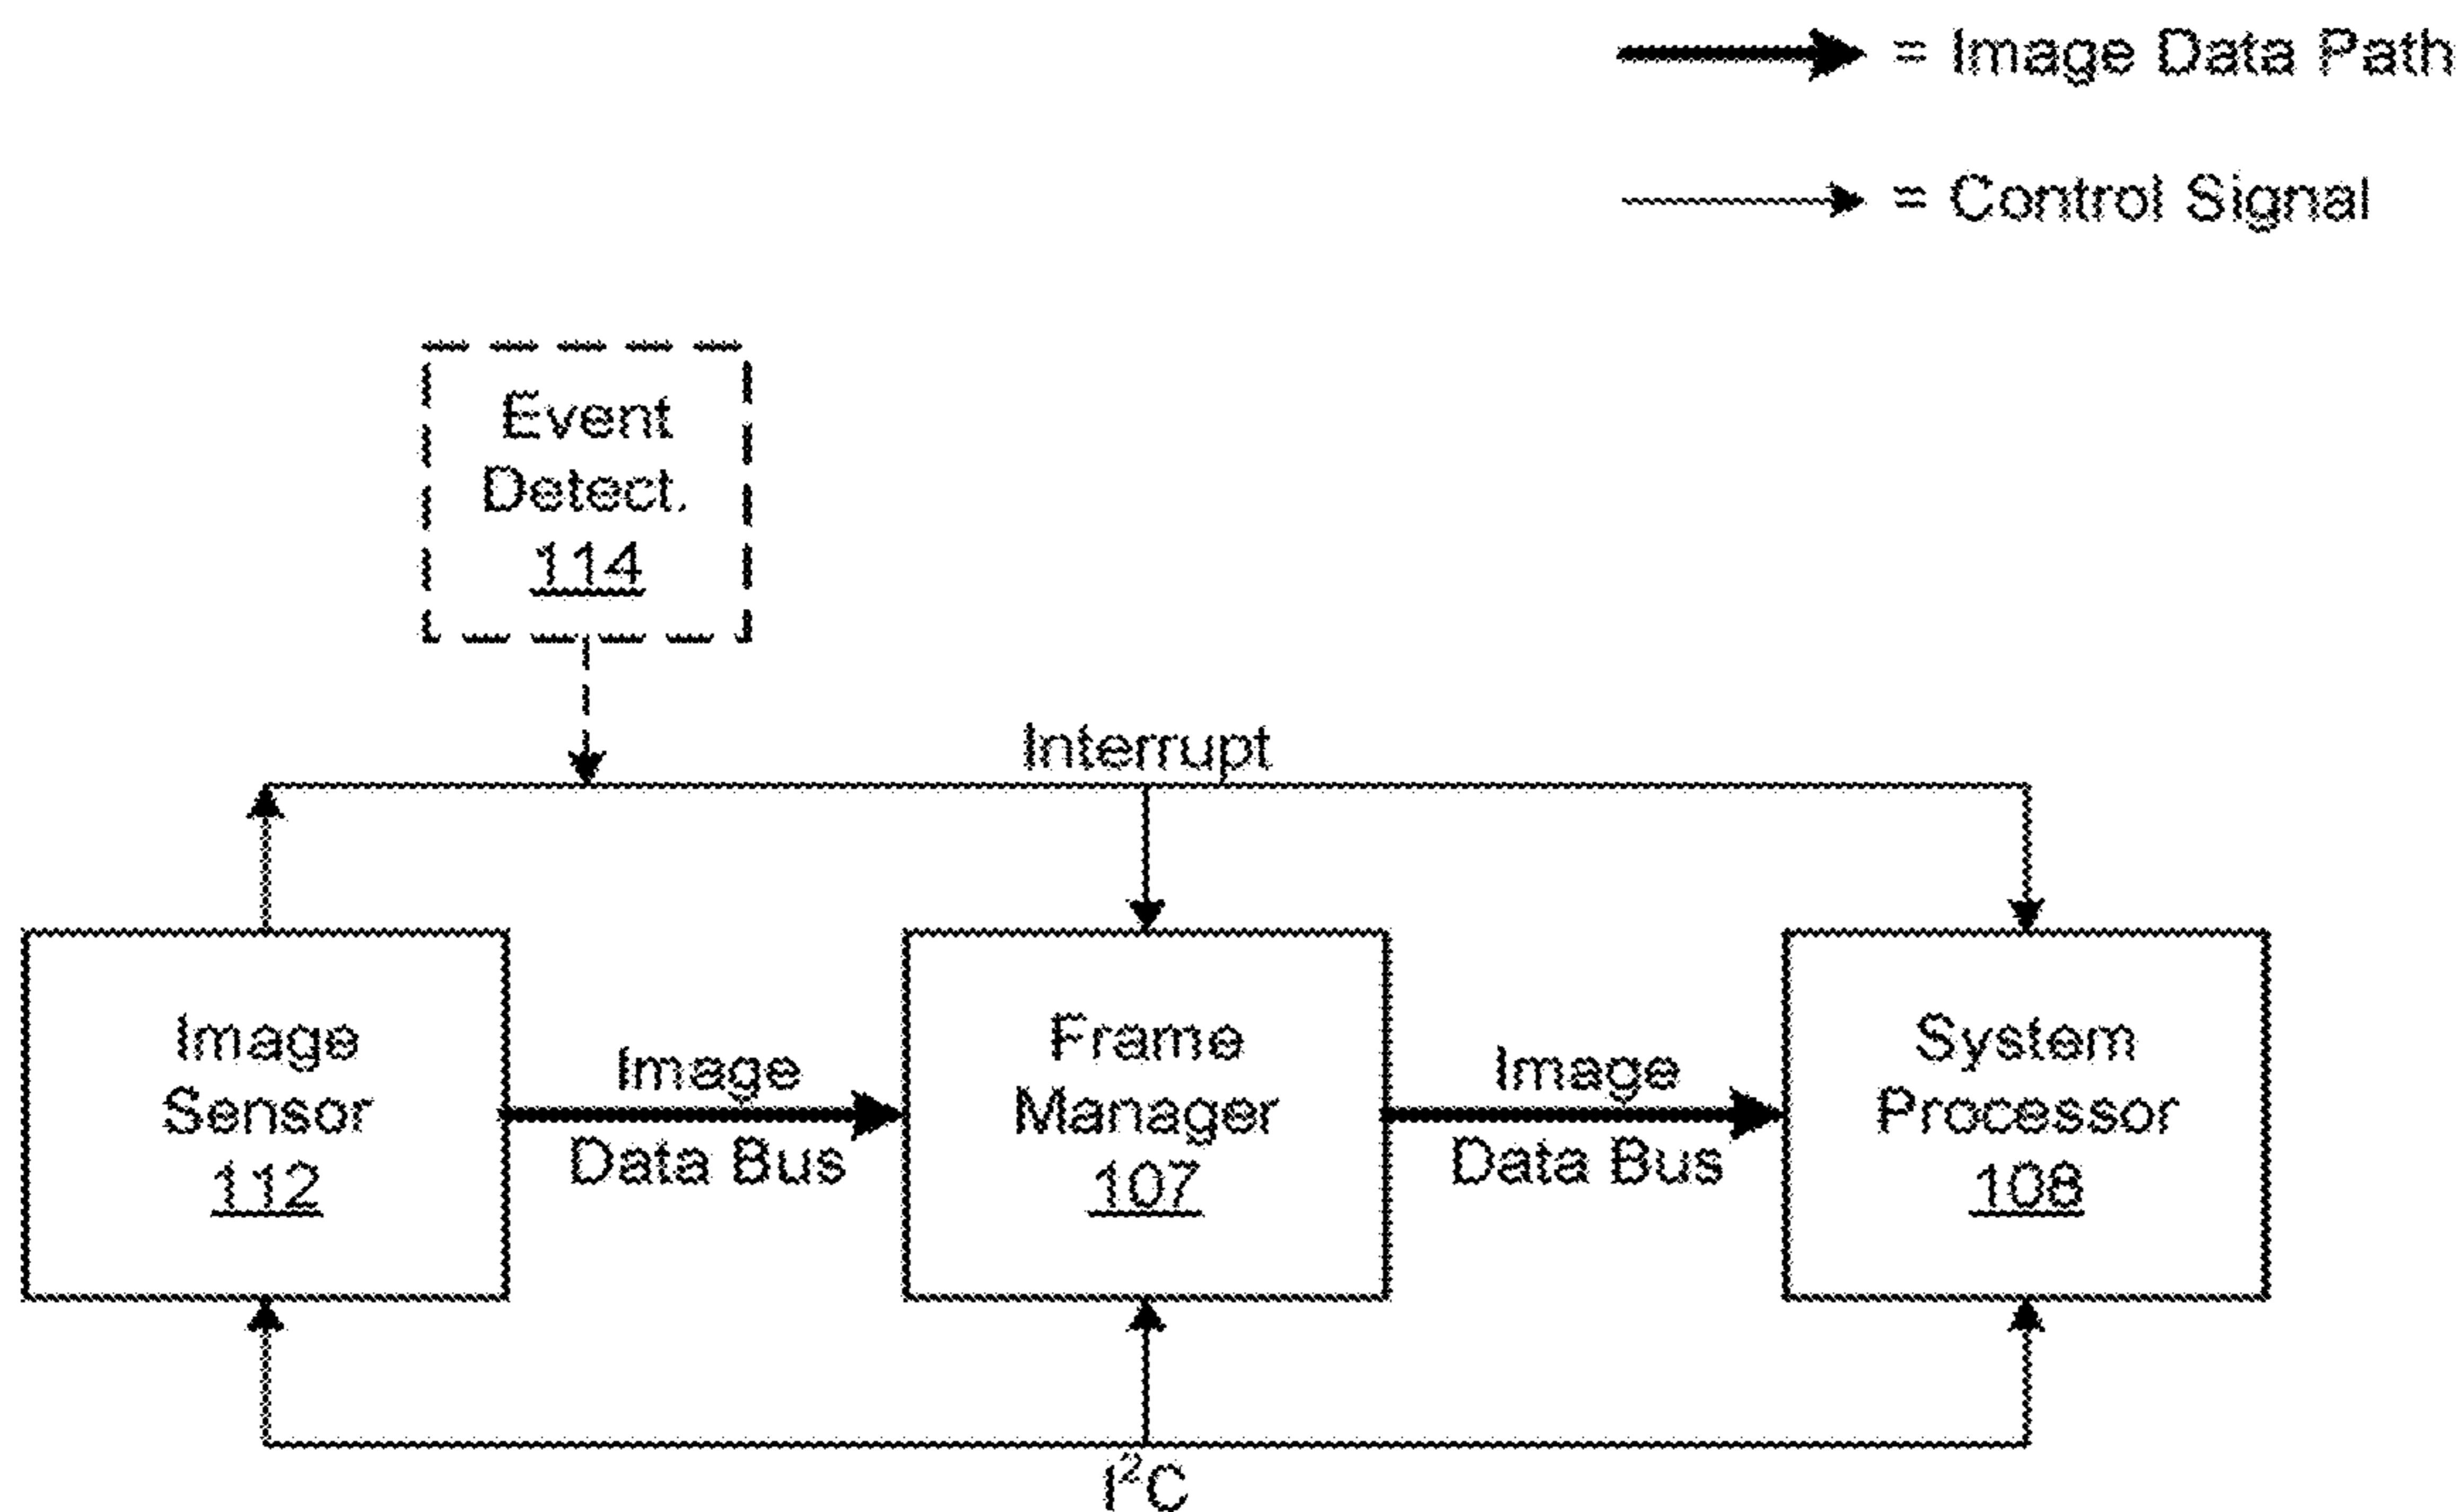 = Image Data Path
= Control Signal
Event
Detect.
114
Interrupt
Image
Sensor
112
Image
Data Bus
Frame
Manager
107
Image
Data Bus
System
Processor
108
I²C